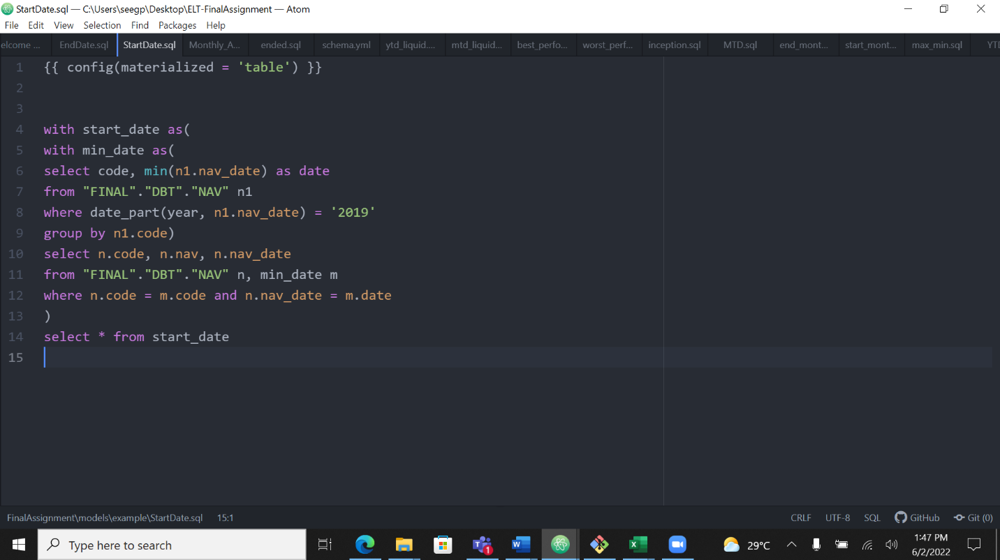 StartDate.sql — C:\Users\seegp\Desktop\ELT-FinalAssignment — Atom
File Edit View Selection Find Packages Help
elcome ... EndDate.sql StartDate.sql Monthly_A... ended.sql schema.yml ytd_liquid.... mtd_liquid... best_perfo... worst_perf... inception.sql MTD.sql end_mont... start_mont... max_min.sql YTD
1 {{ config(materialized = 'table') }}
2
3
4 with start_date as(
5 with min_date as(
6 select code, min(n1.nav_date) as date
7 from "FINAL"."DBT"."NAV" n1
8 where date_part(year, n1.nav_date) = '2019'
9 group by n1.code)
10 select n.code, n.nav, n.nav_date
11 from "FINAL"."DBT"."NAV" n, min_date m
12 where n.code = m.code and n.nav_date = m.date
13 )
14 select * from start_date
15
FinalAssignment\models\example\StartDate.sql 15:1 CRLF UTF-8 SQL GitHub Git (0)
Type here to search 1 29°C 1:47 PM
6/2/2022